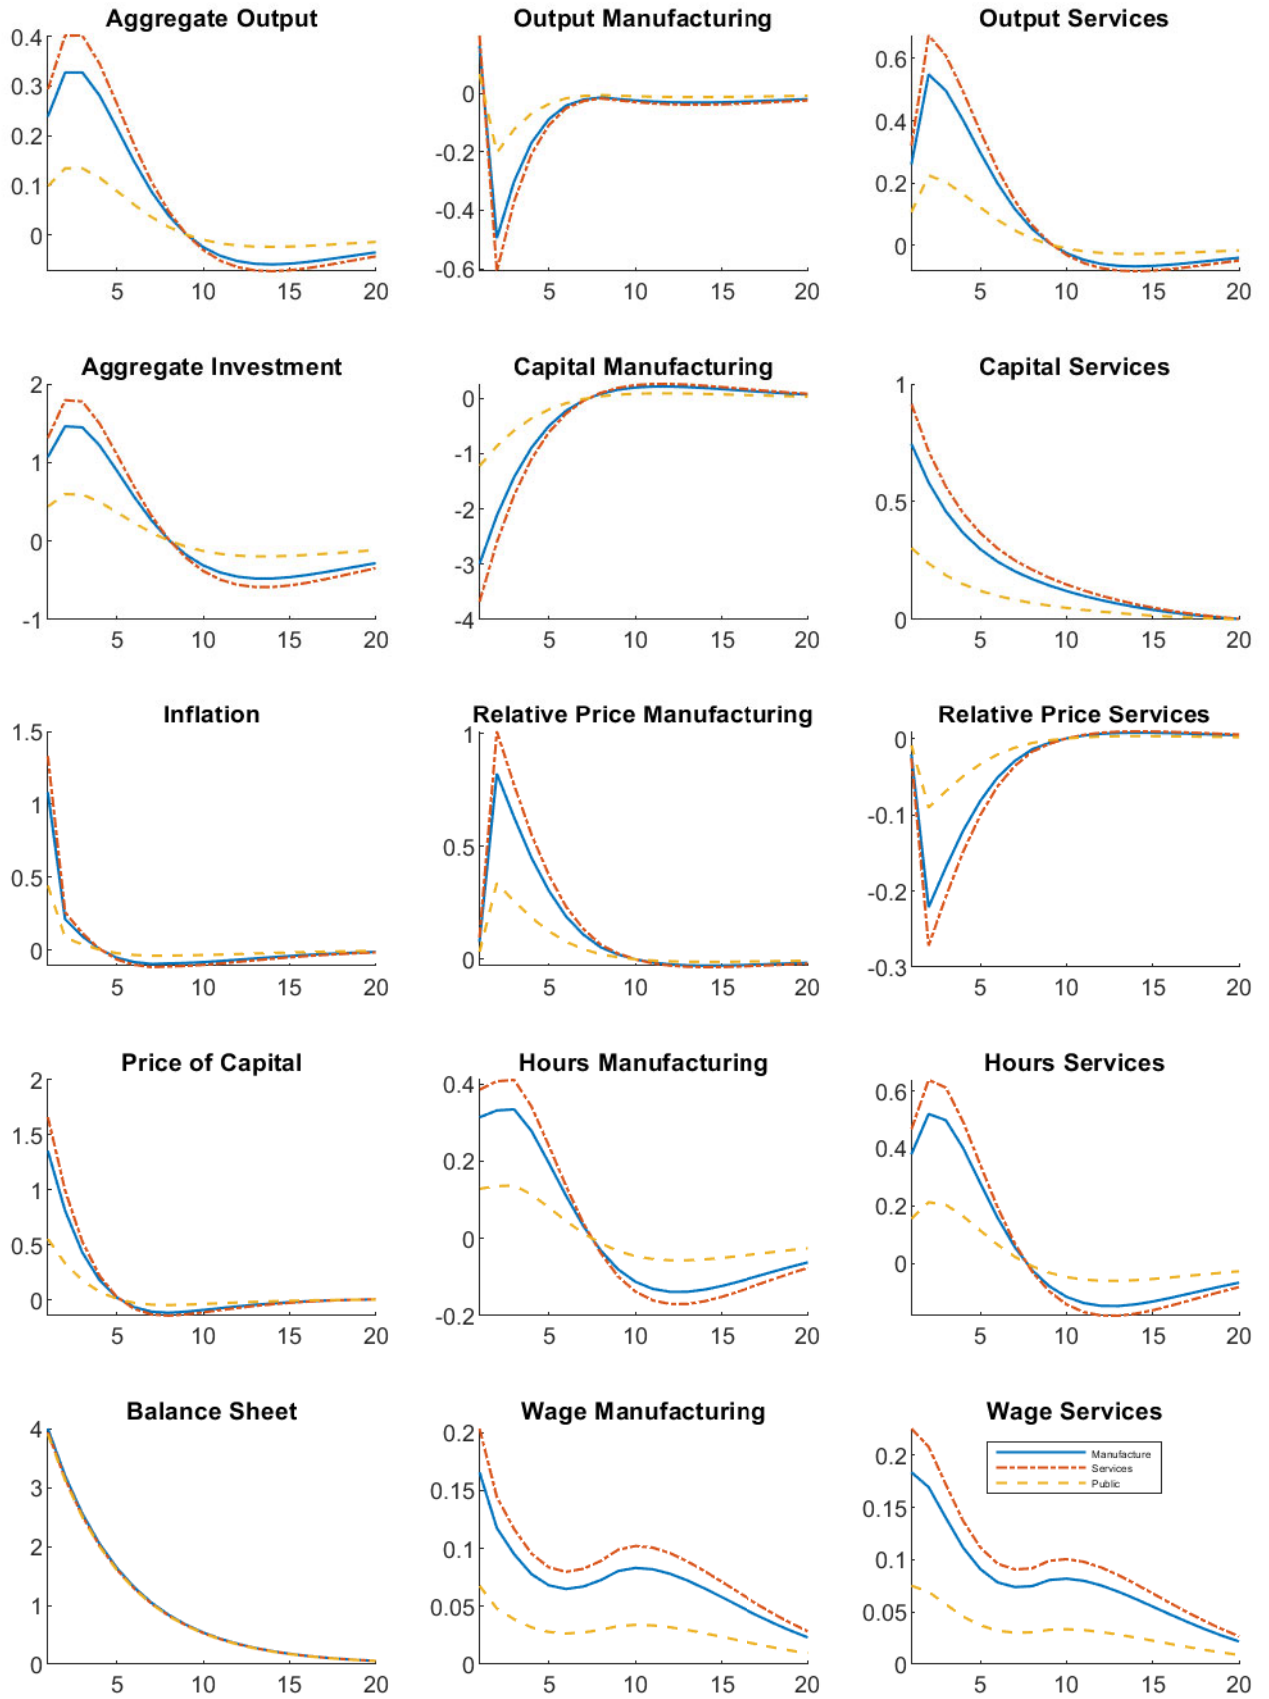 Aggregate Output
0.4
0.3
0.2
0.1
0
5 10 15 20
Output Manufacturing
0
-0.2
-0.4
-0.6
5 10 15 20
Output Services
0.6
0.4
0.2
0
5 10 15 20
Aggregate Investment
2
1
0
-1
5 10 15 20
Capital Manufacturing
0
-1
-2
-3
-4
5 10 15 20
Capital Services
1
0.5
0
5 10 15 20
Inflation
1.5
1
0.5
0
5 10 15 20
Relative Price Manufacturing
1
0.5
0
5 10 15 20
Relative Price Services
0
-0.1
-0.2
-0.3
5 10 15 20
Price of Capital
2
1.5
1
0.5
0
5 10 15 20
Hours Manufacturing
0.4
0.2
0
-0.2
5 10 15 20
Hours Services
0.6
0.4
0.2
0
5 10 15 20
Balance Sheet
4
3
2
1
0
5 10 15 20
Wage Manufacturing
0.2
0.15
0.1
0.05
0
5 10 15 20
Wage Services
0.2
0.15
0.1
0.05
0
5 10 15 20
Manufacture
Services
Public